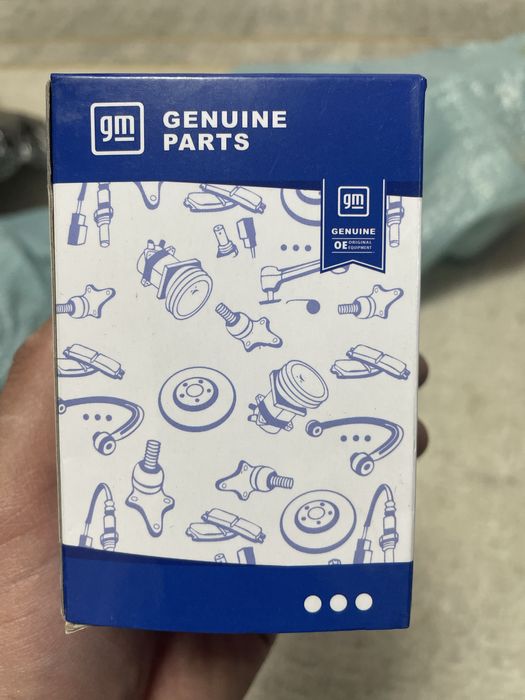 gm
GENUINE
PARTS
gm
GENUINE
OE ORIGINAL
EQUIPMENT